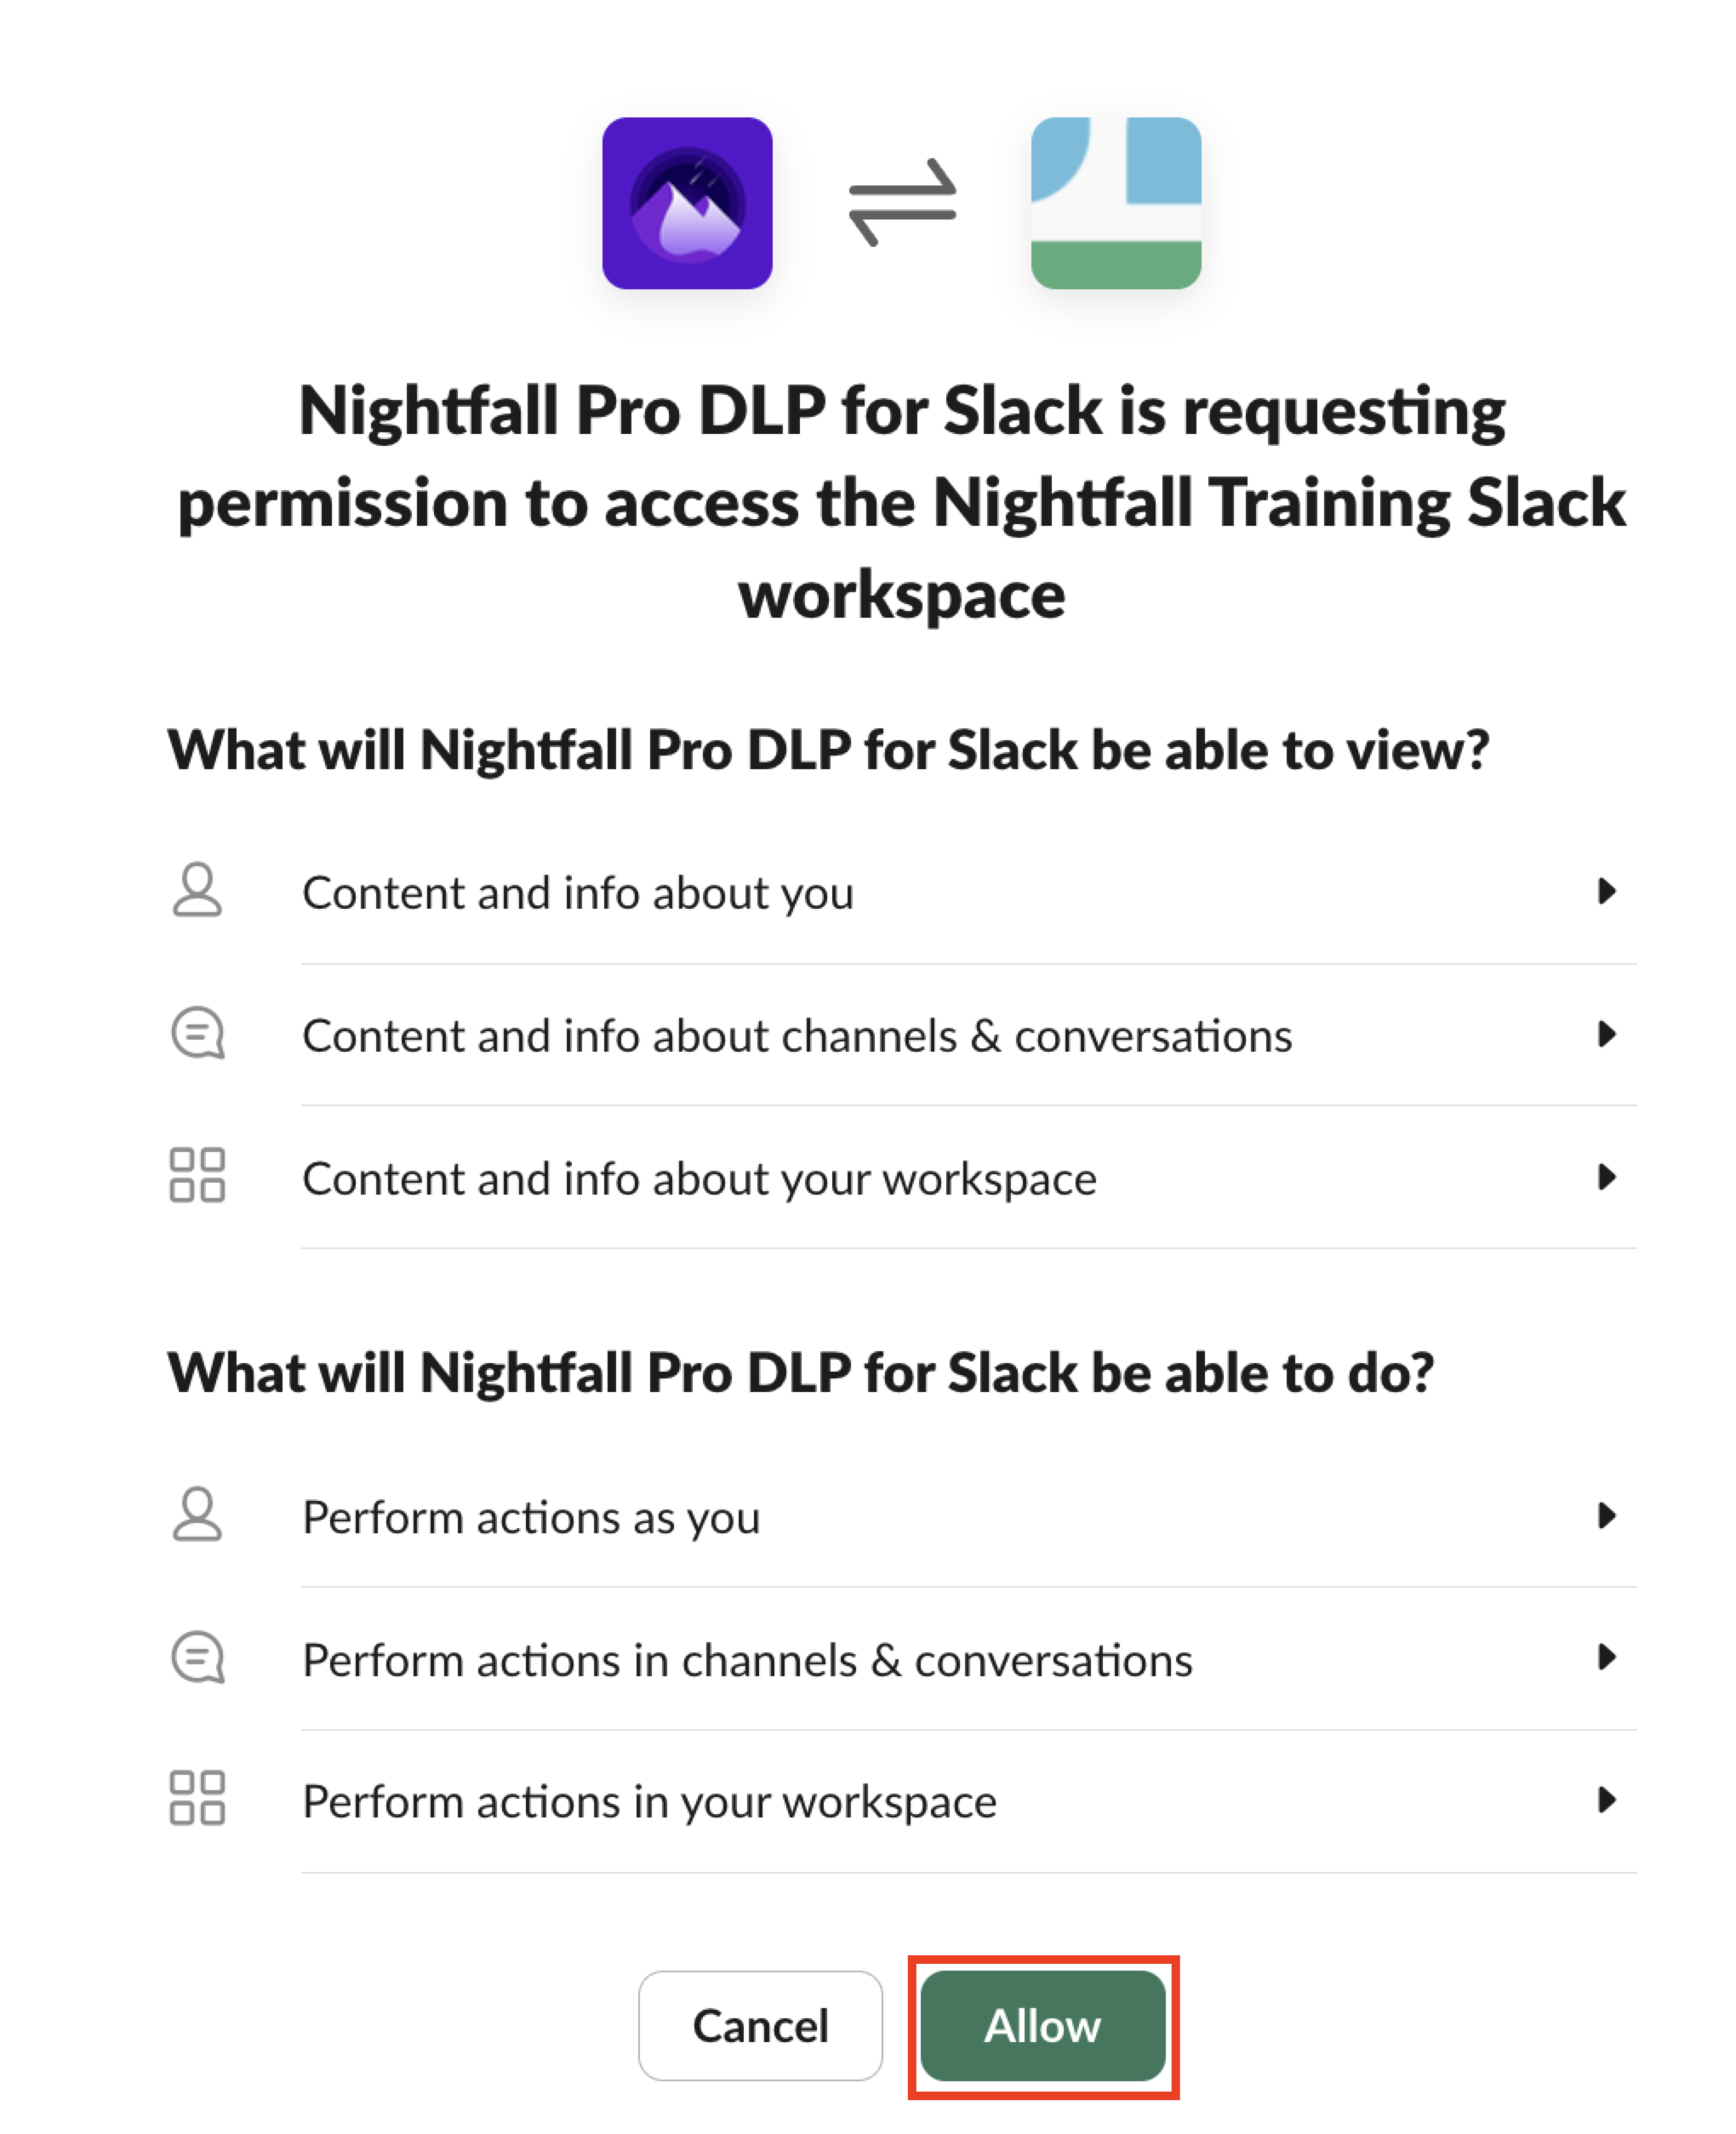 Nightfall Pro DLP for Slack is requesting
permission to access the Nightfall Training Slack
workspace
What will Nightfall Pro DLP for Slack be able to view?
Content and info about you
Content and info about channels & conversations
Content and info about your workspace
What will Nightfall Pro DLP for Slack be able to do?
Perform actions as you
Perform actions in channels & conversations
Perform actions in your workspace
Cancel
Allow